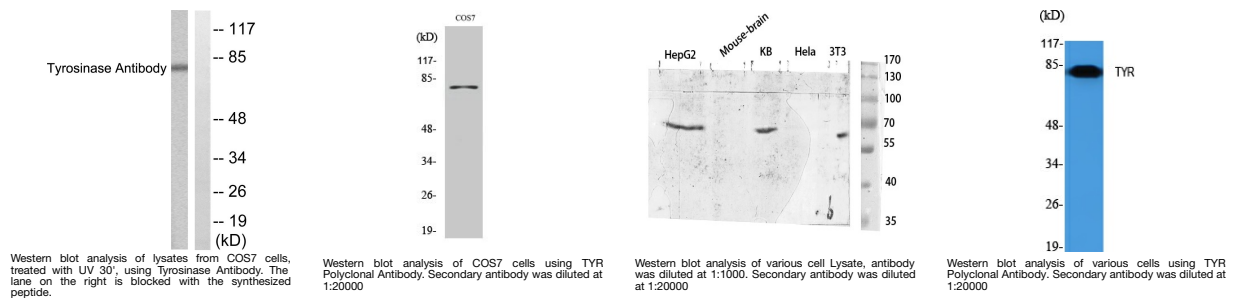 Tyrosinase Antibody
-- 117
-- 85
-- 48
-- 34
-- 26
-- 19
(kD)
Western blot analysis of lysates from COS7 cells,
treated with UV 30', using Tyrosinase Antibody. The
lane on the right is blocked with the synthesized
peptide.
COS7
(kD)
117-
85-
48-
34-
26-
19-
Western blot analysis of COS7 cells using TYR
Polyclonal Antibody. Secondary antibody was diluted at
1:20000
HepG2 Mouse-brain KB Hela 3T3
170
130
100
70
55
40
35
b
Western blot analysis of various cell Lysate, antibody
was diluted at 1:1000. Secondary antibody was diluted
at 1:20000
(kD)
117-
85-
TYR
48-
34-
26-
19-
Western blot analysis of various cells using TYR
Polyclonal Antibody. Secondary antibody was diluted at
1:20000